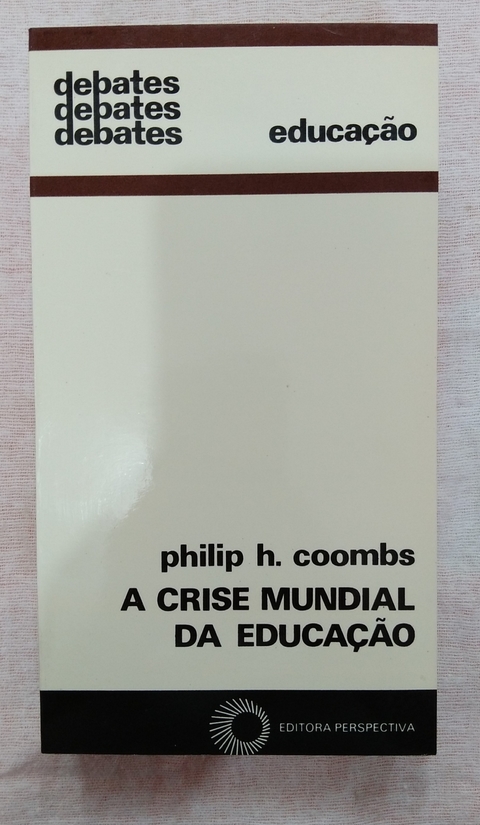 debates
debates
debates
educação
philip h. coombs
A CRISE MUNDIAL
DA EDUCAÇÃO
EDITORA PERSPECTIVA